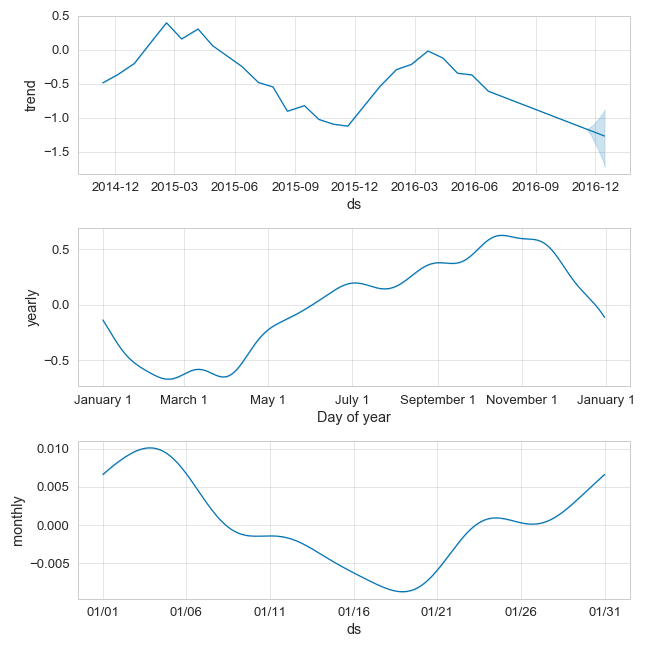 0.5
0.0
−0.5
−1.0
−1.5
trend
2014-12 2015-03 2015-06 2015-09 2015-12 2016-03 2016-06 2016-09 2016-12
ds
0.5
0.0
−0.5
yearly
January 1 March 1 May 1 July 1 September 1 November 1 January 1
Day of year
0.010
0.005
0.000
−0.005
monthly
01/01 01/06 01/11 01/16 01/21 01/26 01/31
ds